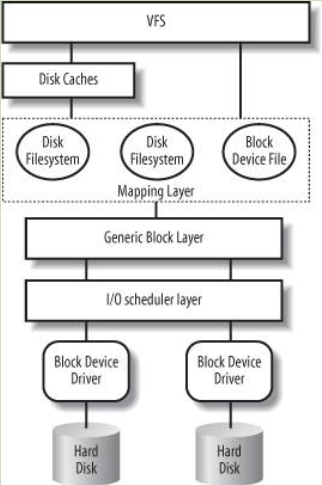 VFS
Disk Caches
Disk
Filesystem
Disk
Filesystem
Block
Device File
Mapping Layer
Generic Block Layer
I/O scheduler layer
Block Device
Driver
Block Device
Driver
Hard
Disk
Hard
Disk